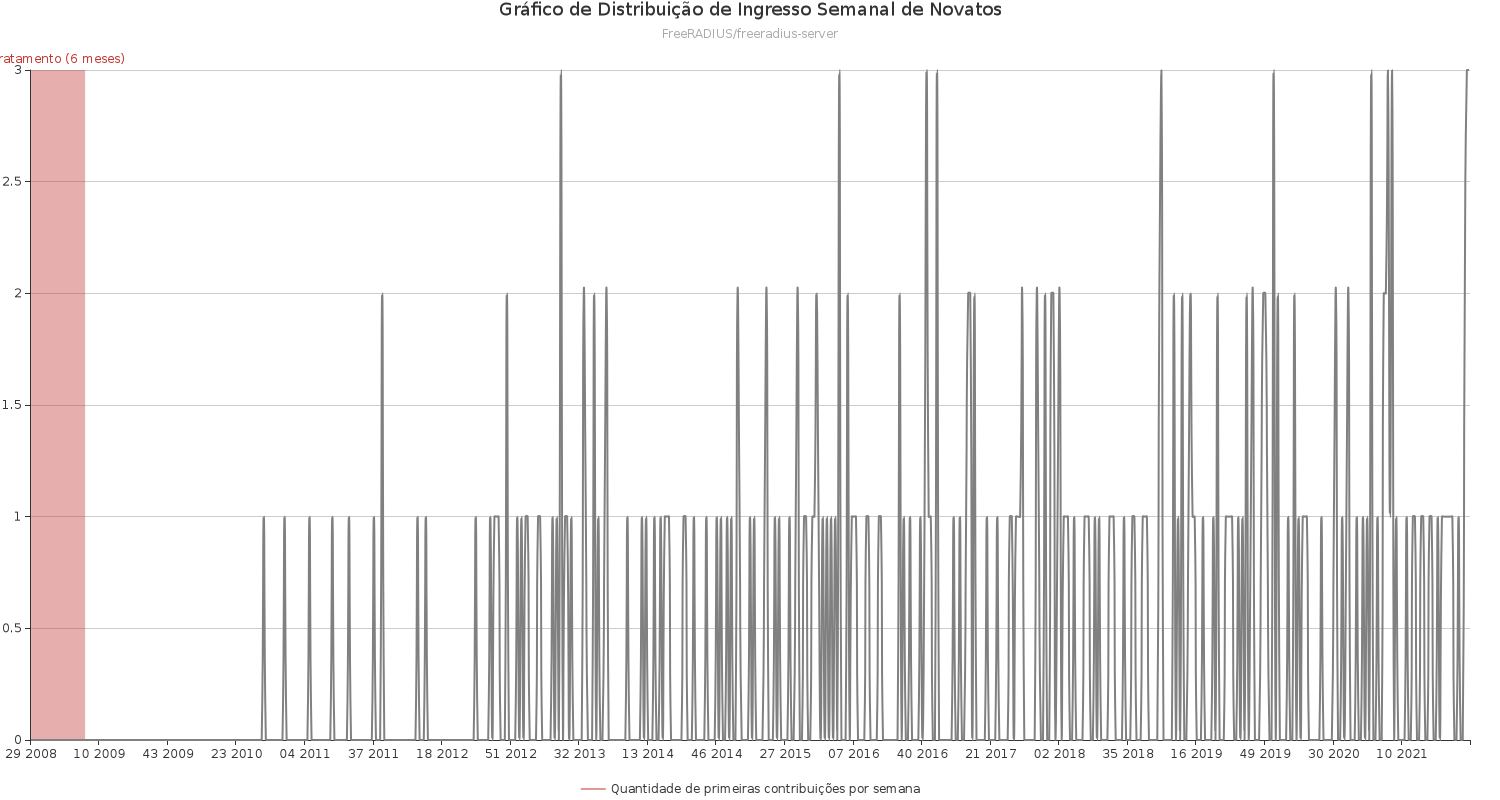 Gráfico de Distribuição de Ingresso Semanal de Novatos
FreeRADIUS/freeradius-server
ratamento (6 meses)
3
2.5
2
1.5
1
0.5
0
29 2008 10 2009 43 2009 23 2010 04 2011 37 2011 18 2012 51 2012 32 2013 13 2014 46 2014 27 2015 07 2016 40 2016 21 2017 02 2018 35 2018 16 2019 49 2019 30 2020 10 2021
Quantidade de primeiras contribuições por semana